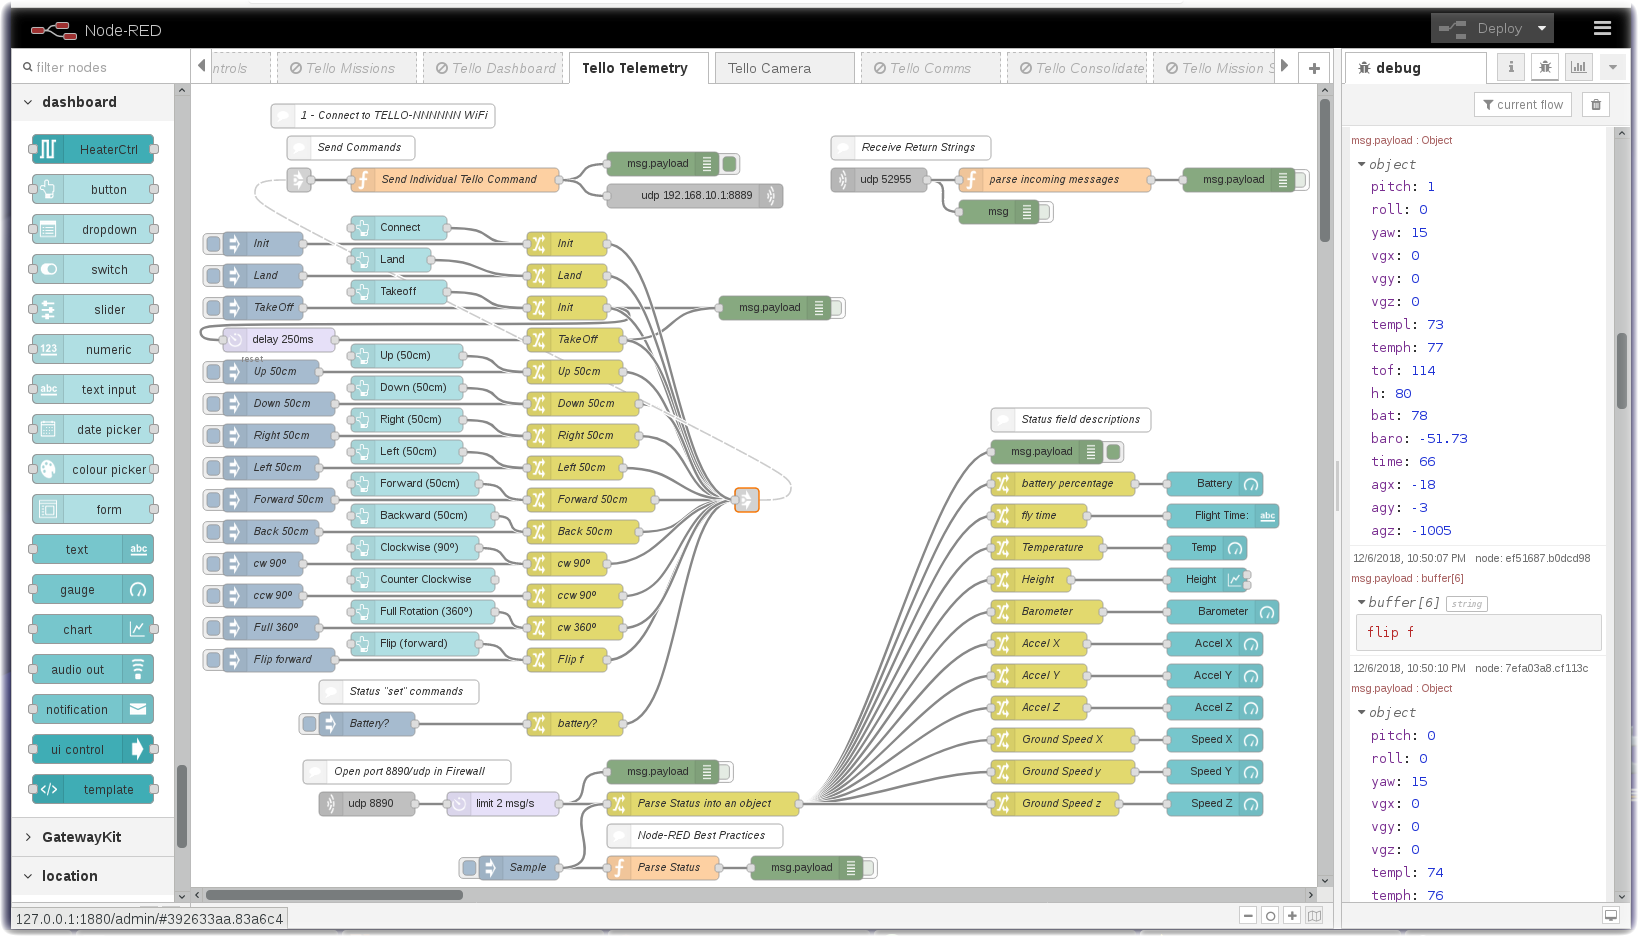 Node-RED
Deploy
filter nodes
ntrols
Tello Missions
Tello Dashboard
Tello Telemetry
Tello Camera
Tello Comms
Tello Consolidate
Tello Mission S
debug
current flow
dashboard
HeaterCtrl
button
dropdown
switch
slider
123
numeric
abc
text input
date picker
colour picker
form
text
abc
gauge
chart
audio out
notification
ui control
template
GatewayKit
location
1 - Connect to TELLO-NNNNNN WiFi
Send Commands
Send Individual Tello Command
msg.payload
udp 192.168.10.1:8889
Receive Return Strings
udp 52955
parse incoming messages
msg.payload
msg
Connect
Init
Init
Land
Land
Land
Takeoff
TakeOff
Init
msg.payload
delay 250ms
TakeOff
reset
Up (50cm)
Up 50cm
Up 50cm
Down (50cm)
Down 50cm
Down 50cm
Right (50cm)
Right 50cm
Right 50cm
Left (50cm)
Left 50cm
Left 50cm
Forward (50cm)
Forward 50cm
Forward 50cm
Backward (50cm)
Back 50cm
Back 50cm
Clockwise (90º)
cw 90º
cw 90º
Counter Clockwise
ccw 90º
ccw 90º
Full Rotation (360º)
Full 360º
cw 360º
Flip (forward)
Flip forward
Flip f
Status "set" commands
Battery?
battery?
Open port 8890/udp in Firewall
msg.payload
udp 8890
limit 2 msg/s
Parse Status into an object
Node-RED Best Practices
Sample
Parse Status
msg.payload
Status field descriptions
msg.payload
battery percentage
Battery
fly time
Flight Time:
abc
Temperature
Temp
Height
Height
Barometer
Barometer
Accel X
Accel X
Accel Y
Accel Y
Accel Z
Accel Z
Ground Speed X
Speed X
Ground Speed y
Speed Y
Ground Speed z
Speed Z
msg.payload : Object
object
pitch: 1
roll: 0
yaw: 15
vgx: 0
vgy: 0
vgz: 0
templ: 73
temph: 77
tof: 114
h: 80
bat: 78
baro: -51.73
time: 66
agx: -18
agy: -3
agz: -1005
12/6/2018, 10:50:07 PM node: ef51687.b0dcd98
msg.payload : buffer[6]
buffer[6] string
flip f
12/6/2018, 10:50:10 PM node: 7efa03a8.cf113c
msg.payload : Object
object
pitch: 0
roll: 0
yaw: 15
vgx: 0
vgy: 0
vgz: 0
templ: 74
temph: 76
127.0.0.1:1880/admin/#392633aa.83a6c4